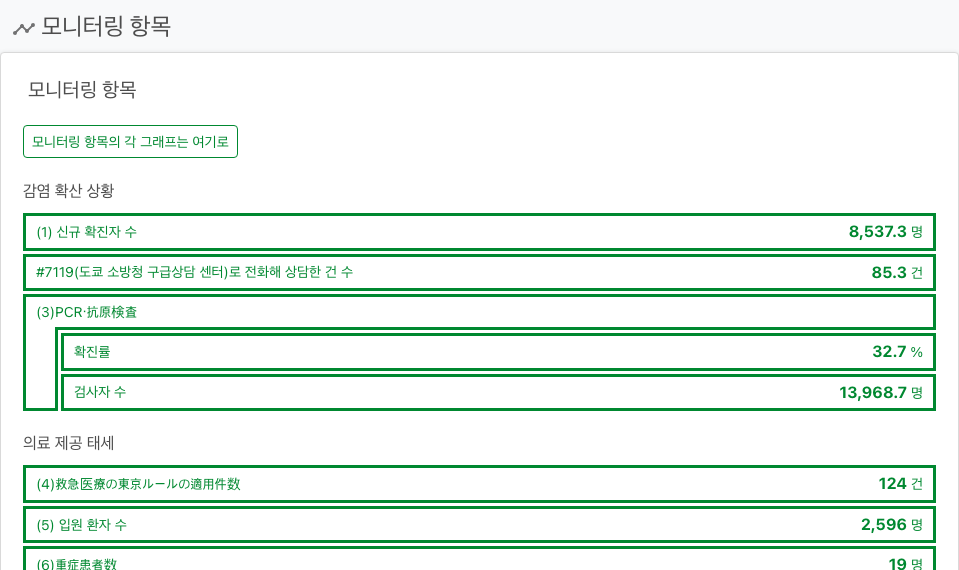 모니터링 항목
모니터링 항목
모니터링 항목의 각 그래프는 여기로
감염 확산 상황
(1) 신규 확진자 수 8,537.3 명
#7119(도쿄 소방청 구급상담 센터)로 전화해 상담한 건 수 85.3 건
(3)PCR·抗原検査
확진률 32.7 %
검사자 수 13,968.7 명
의료 제공 태세
(4)救急医療の東京ルールの適用件数 124 건
(5) 입원 환자 수 2,596 명
(6)重症患者数 19 명